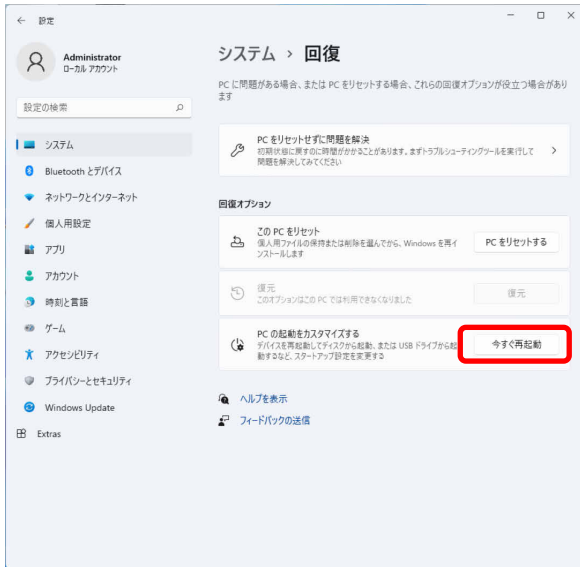 ← 設定
Administrator
ローカル アカウント
設定の検索
システム
Bluetooth とデバイス
ネットワークとインターネット
個人用設定
アプリ
アカウント
時刻と言語
ゲーム
アクセシビリティ
プライバシーとセキュリティ
Windows Update
Extras
システム › 回復
PC に問題がある場合、または PC をリセットする場合、これらの回復オプションが役立つ場合があり
ます
PC をリセットせずに問題を解決
初期状態に戻すのに時間がかかることがあります。まずトラブルシューティングツールを実行して
問題を解決してみてください
回復オプション
この PC をリセット
個人用ファイルの保持または削除を選んでから、Windows を再イ
ンストールします
PC をリセットする
復元
このオプションはこの PC では利用できなくなりました
復元
PC の起動をカスタマイズする
デバイスを再起動してディスクから起動、または USB ドライブから起
動するなど、スタートアップ設定を変更する
今すぐ再起動
ヘルプを表示
フィードバックの送信